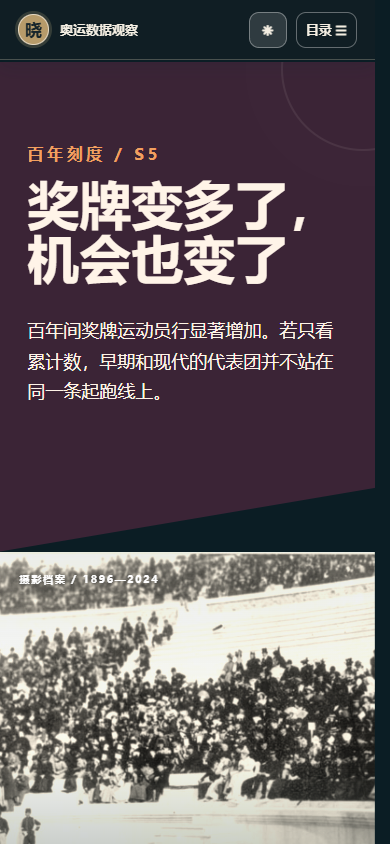 晓
奥运数据观察
目录
百年刻度 / S5
奖牌变多了，
机会也变了
百年间奖牌运动员行显著增加。若只看
累计数，早期和现代的代表团并不站在
同一条起跑线上。
摄影档案 / 1896—2024